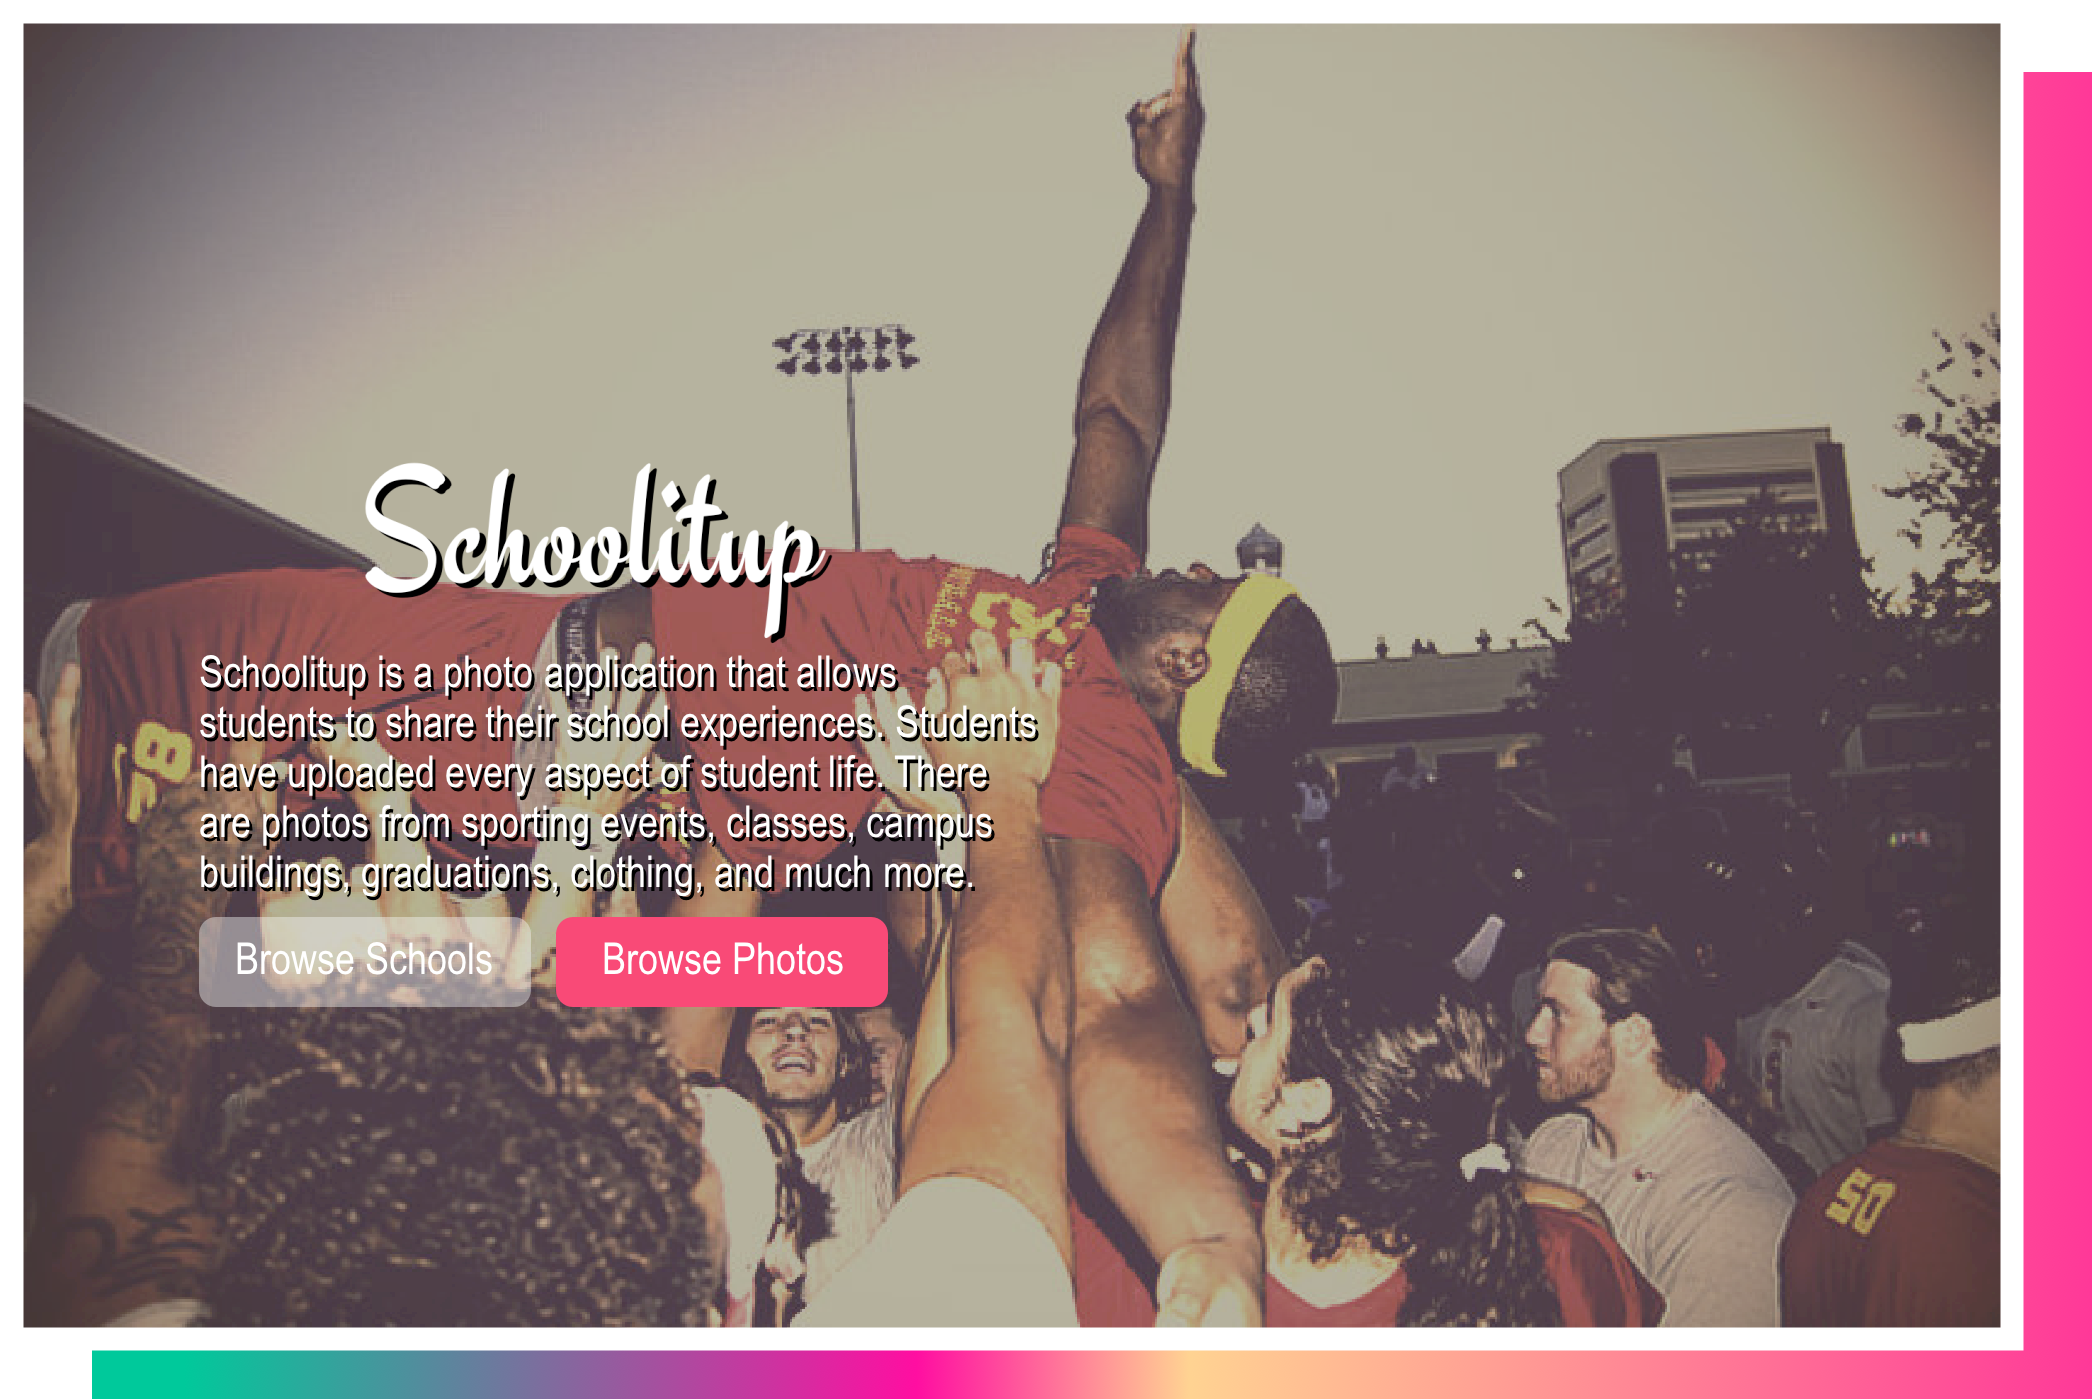 Schoolitup
Schoolitup is a photo application that allows
students to share their school experiences. Students
have uploaded every aspect of student life. There
are photos from sporting events, classes, campus
buildings, graduations, clothing, and much more.
Browse Schools
Browse Photos
50